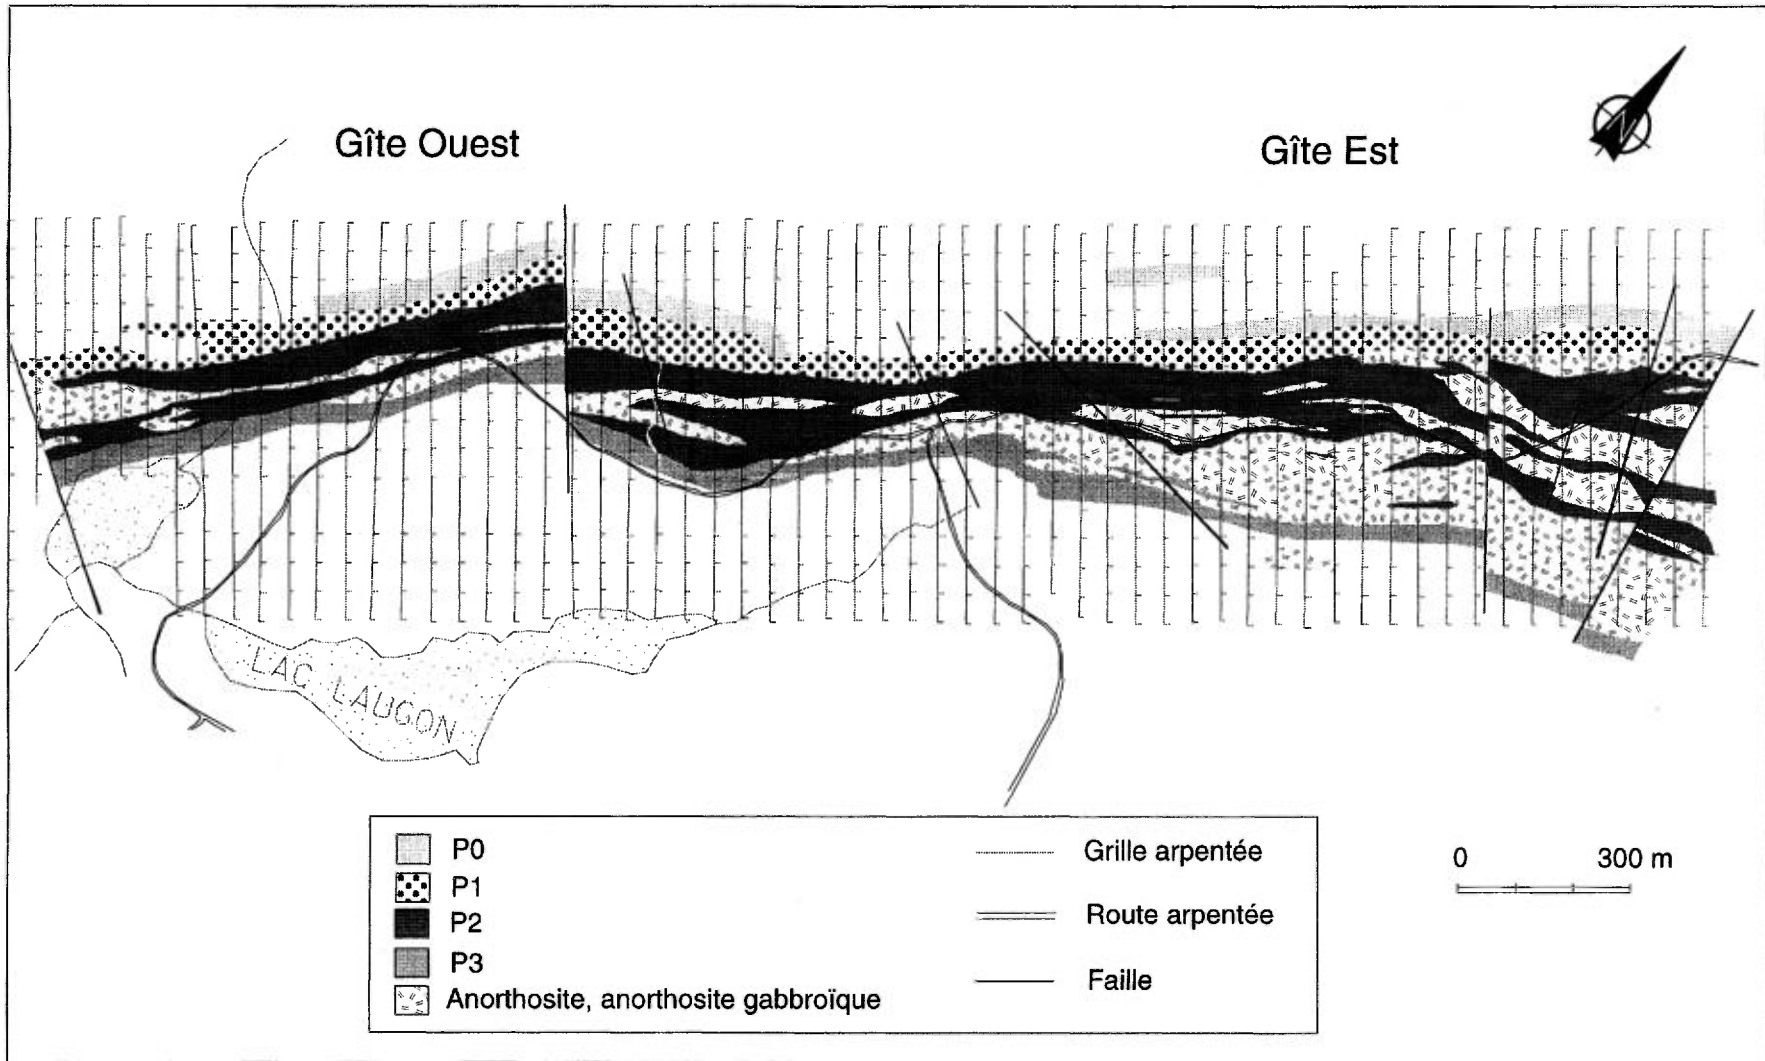 Gîte Ouest
Gîte Est
N
LAC LAUGON
P0
P1
P2
P3
Anorthosite, anorthosite gabbroïque
Grille arpentée
Route arpentée
Faille
0 300 m